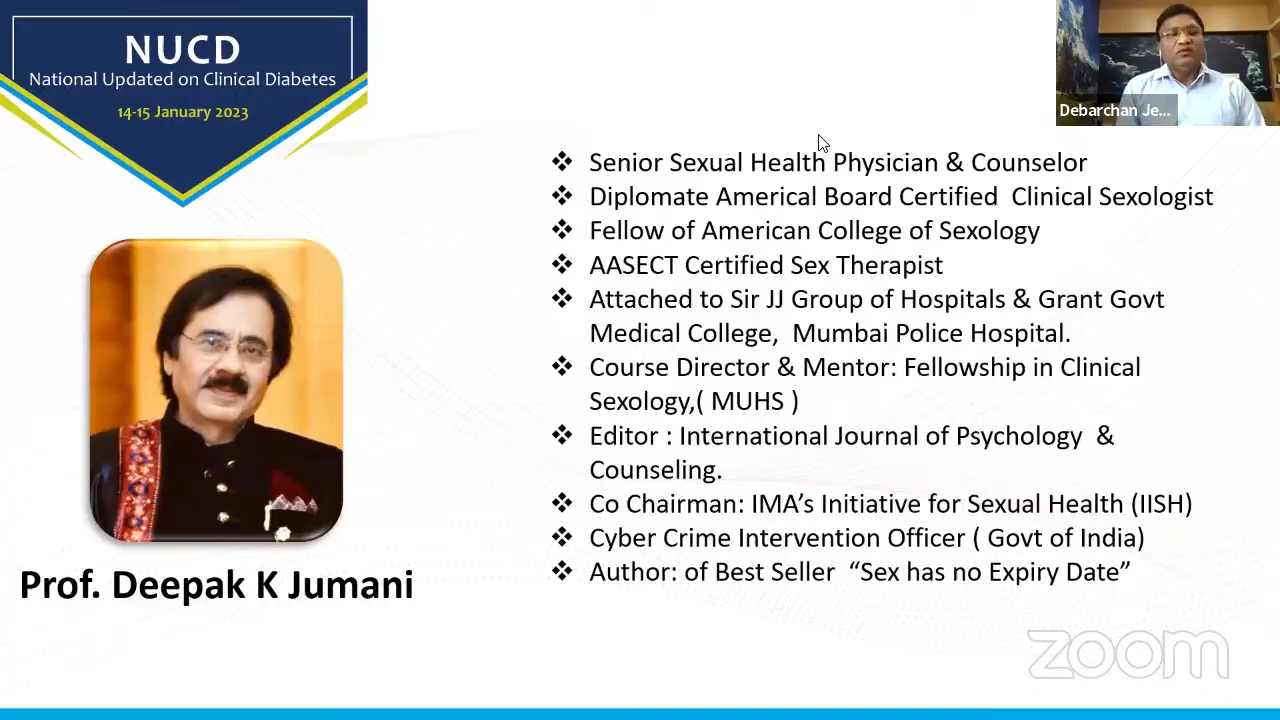 NUCD
National Updated on Clinical Diabetes
14-15 January 2023
Debarchan Je...
❖ Senior Sexual Health Physician & Counselor
❖ Diplomate Americal Board Certified Clinical Sexologist
❖ Fellow of American College of Sexology
❖ AASECT Certified Sex Therapist
❖ Attached to Sir JJ Group of Hospitals & Grant Govt
Medical College, Mumbai Police Hospital.
❖ Course Director & Mentor: Fellowship in Clinical
Sexology,( MUHS )
❖ Editor : International Journal of Psychology &
Counseling.
❖ Co Chairman: IMA’s Initiative for Sexual Health (IISH)
❖ Cyber Crime Intervention Officer ( Govt of India)
❖ Author: of Best Seller “Sex has no Expiry Date”
Prof. Deepak K Jumani
zoom